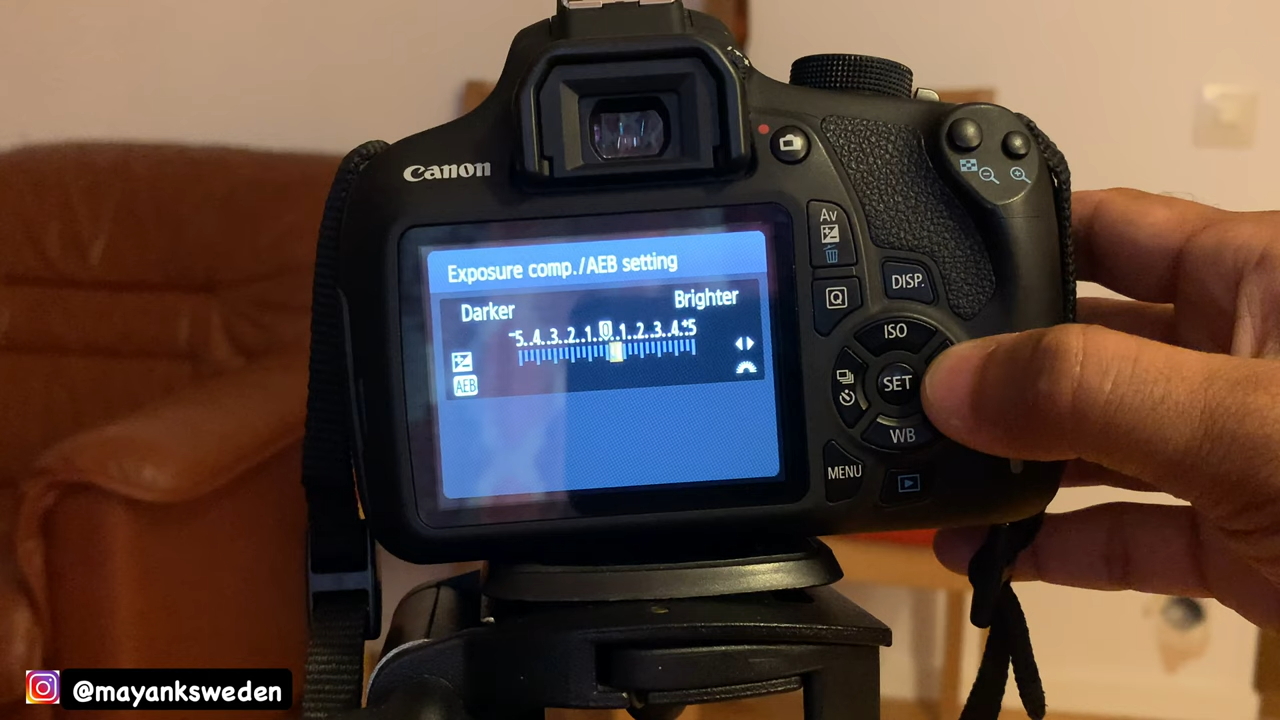 Canon
Av
Exposure comp./AEB setting
Darker
Brighter
-5..4..3..2..1..0..1..2..3..4..+5
AEB
Q
DISP.
ISO
SET
WB
MENU
@mayanksweden